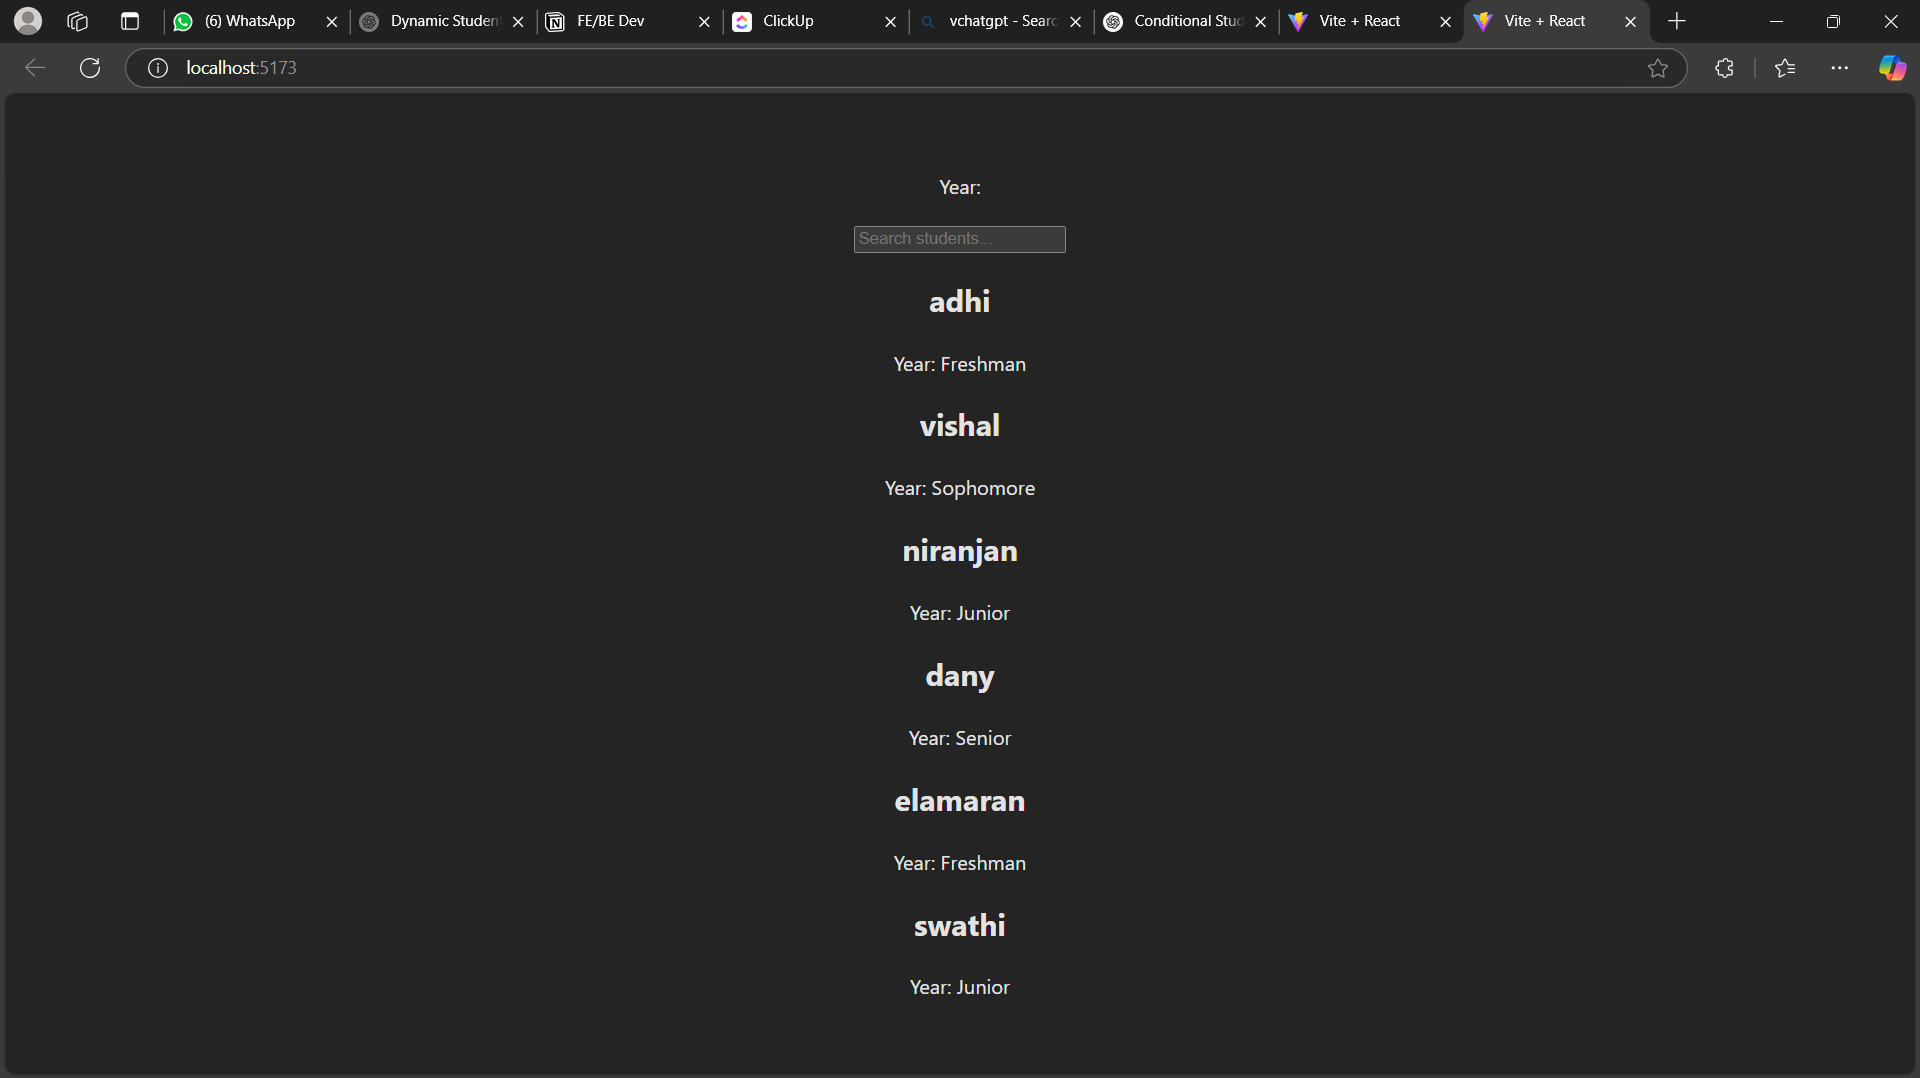 (6) WhatsApp
Dynamic Studen
FE/BE Dev
ClickUp
vchatgpt - Searc
Conditional Stud
Vite + React
Vite + React
localhost:5173
Year:
Search students...
adhi
Year: Freshman
vishal
Year: Sophomore
niranjan
Year: Junior
dany
Year: Senior
elamaran
Year: Freshman
swathi
Year: Junior